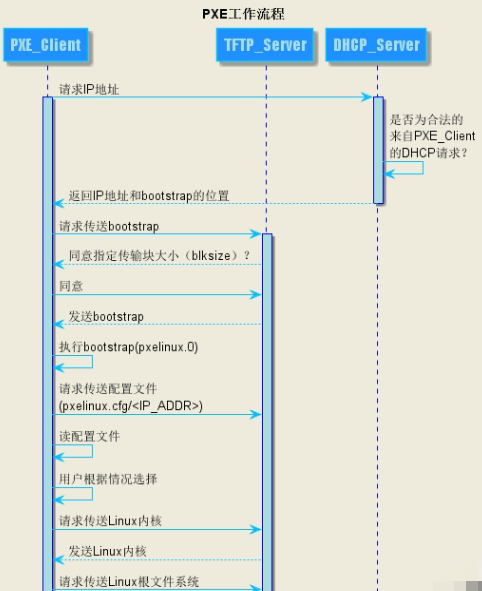 PXE工作流程
PXE_Client
TFTP_Server
DHCP_Server
请求IP地址
是否为合法的
来自PXE_Client
的DHCP请求?
返回IP地址和bootstrap的位置
请求传送bootstrap
同意指定传输块大小（blksize）?
同意
发送bootstrap
执行bootstrap(pxelinux.0)
请求传送配置文件
(pxelinux.cfg/<IP_ADDR>)
读配置文件
用户根据情况选择
请求传送Linux内核
发送Linux内核
请求传送Linux根文件系统